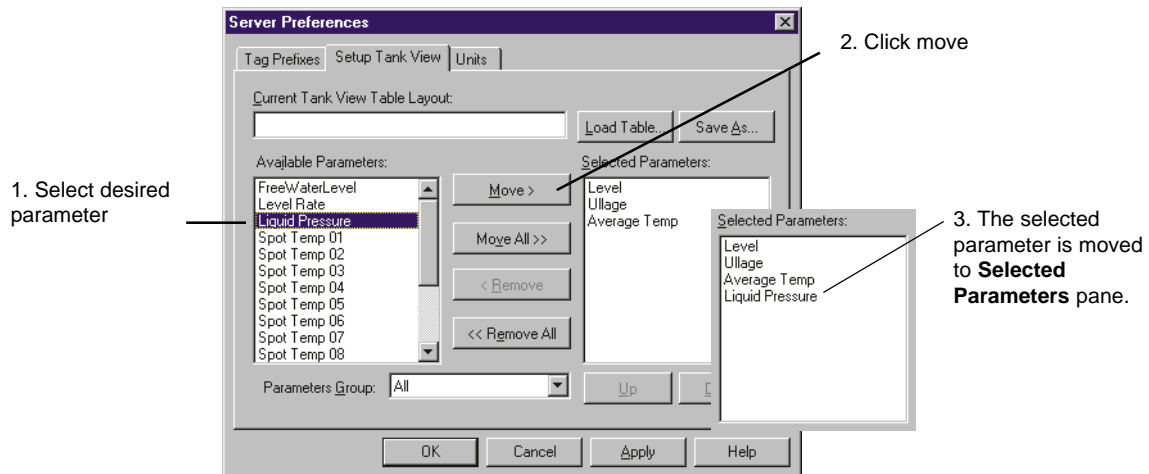 Server Preferences
Tag Prefixes
Setup Tank View
Units
2. Click move
Current Tank View Table Layout:
Load Table...
Save As...
Available Parameters:
Selected Parameters:
1. Select desired
parameter
FreeWaterLevel
Level Rate
Liquid Pressure
Spot Temp 01
Spot Temp 02
Spot Temp 03
Spot Temp 04
Spot Temp 05
Spot Temp 06
Spot Temp 07
Spot Temp 08
Move >
Move All >>
< Remove
<< Remove All
Level
Ullage
Average Temp
Selected Parameters:
Level
Ullage
Average Temp
Liquid Pressure
3. The selected
parameter is moved
to Selected
Parameters pane.
Parameters Group:
All
Up
OK
Cancel
Apply
Help